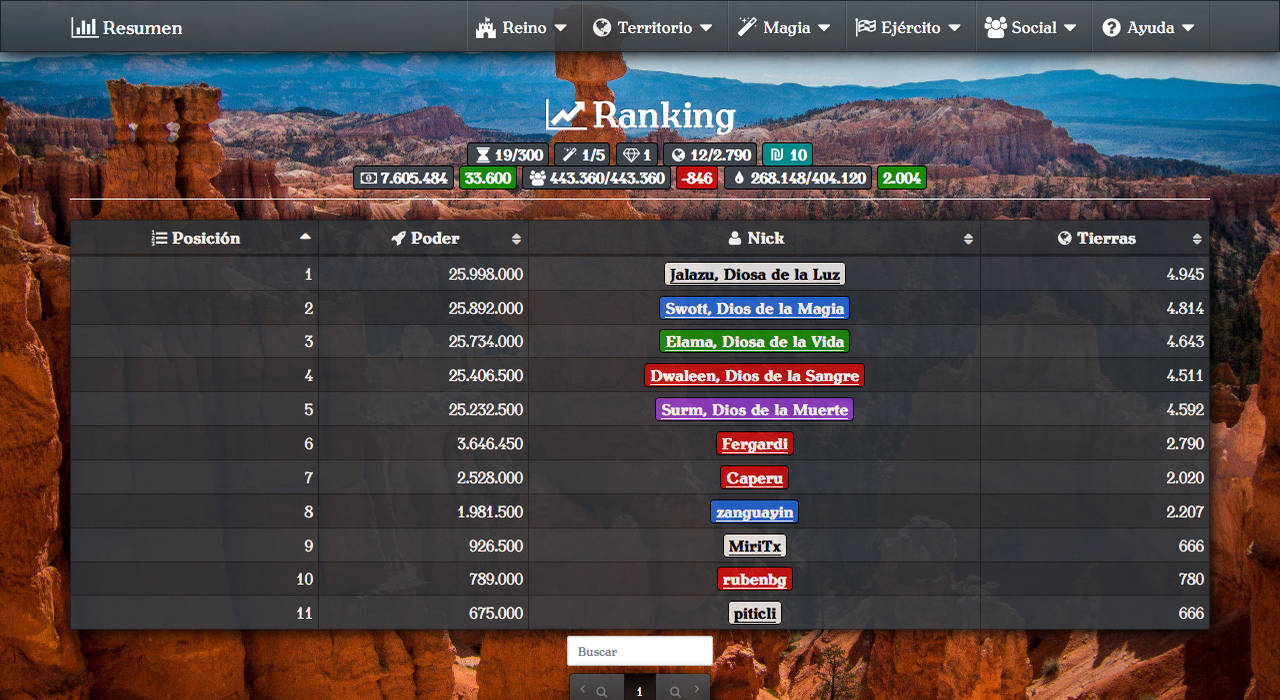 Resumen Reino Territorio Magia Ejército Social Ayuda
Ranking
19/300 1/5 1 12/2.790 10
7.605.484 33.600 443.360/443.360 -846 268.148/404.120 2.004
Posición Poder Nick Tierras
1 25.998.000 Jalazu, Diosa de la Luz 4.945
2 25.892.000 Swott, Dios de la Magia 4.814
3 25.734.000 Elama, Diosa de la Vida 4.643
4 25.406.500 Dwaleen, Dios de la Sangre 4.511
5 25.232.500 Surm, Dios de la Muerte 4.592
6 3.646.450 Fergardi 2.790
7 2.528.000 Caperu 2.020
8 1.981.500 zanguayin 2.207
9 926.500 MiriTx 666
10 789.000 rubenbg 780
11 675.000 piticli 666
Buscar
1